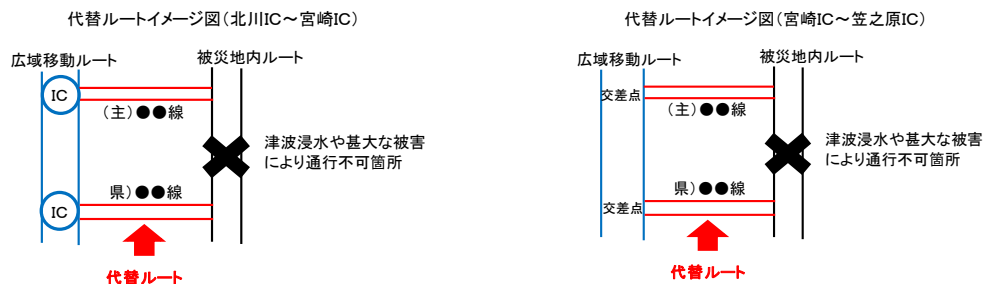 代替ルートイメージ図(北川IC~宮崎IC)
広域移動ルート
被災地内ルート
IC
(主)●●線
津波浸水や甚大な被害
により通行不可箇所
県)●●線
IC
代替ルート
代替ルートイメージ図(宮崎IC~笠之原IC)
広域移動ルート
被災地内ルート
交差点
(主)●●線
津波浸水や甚大な被害
により通行不可箇所
県)●●線
交差点
代替ルート